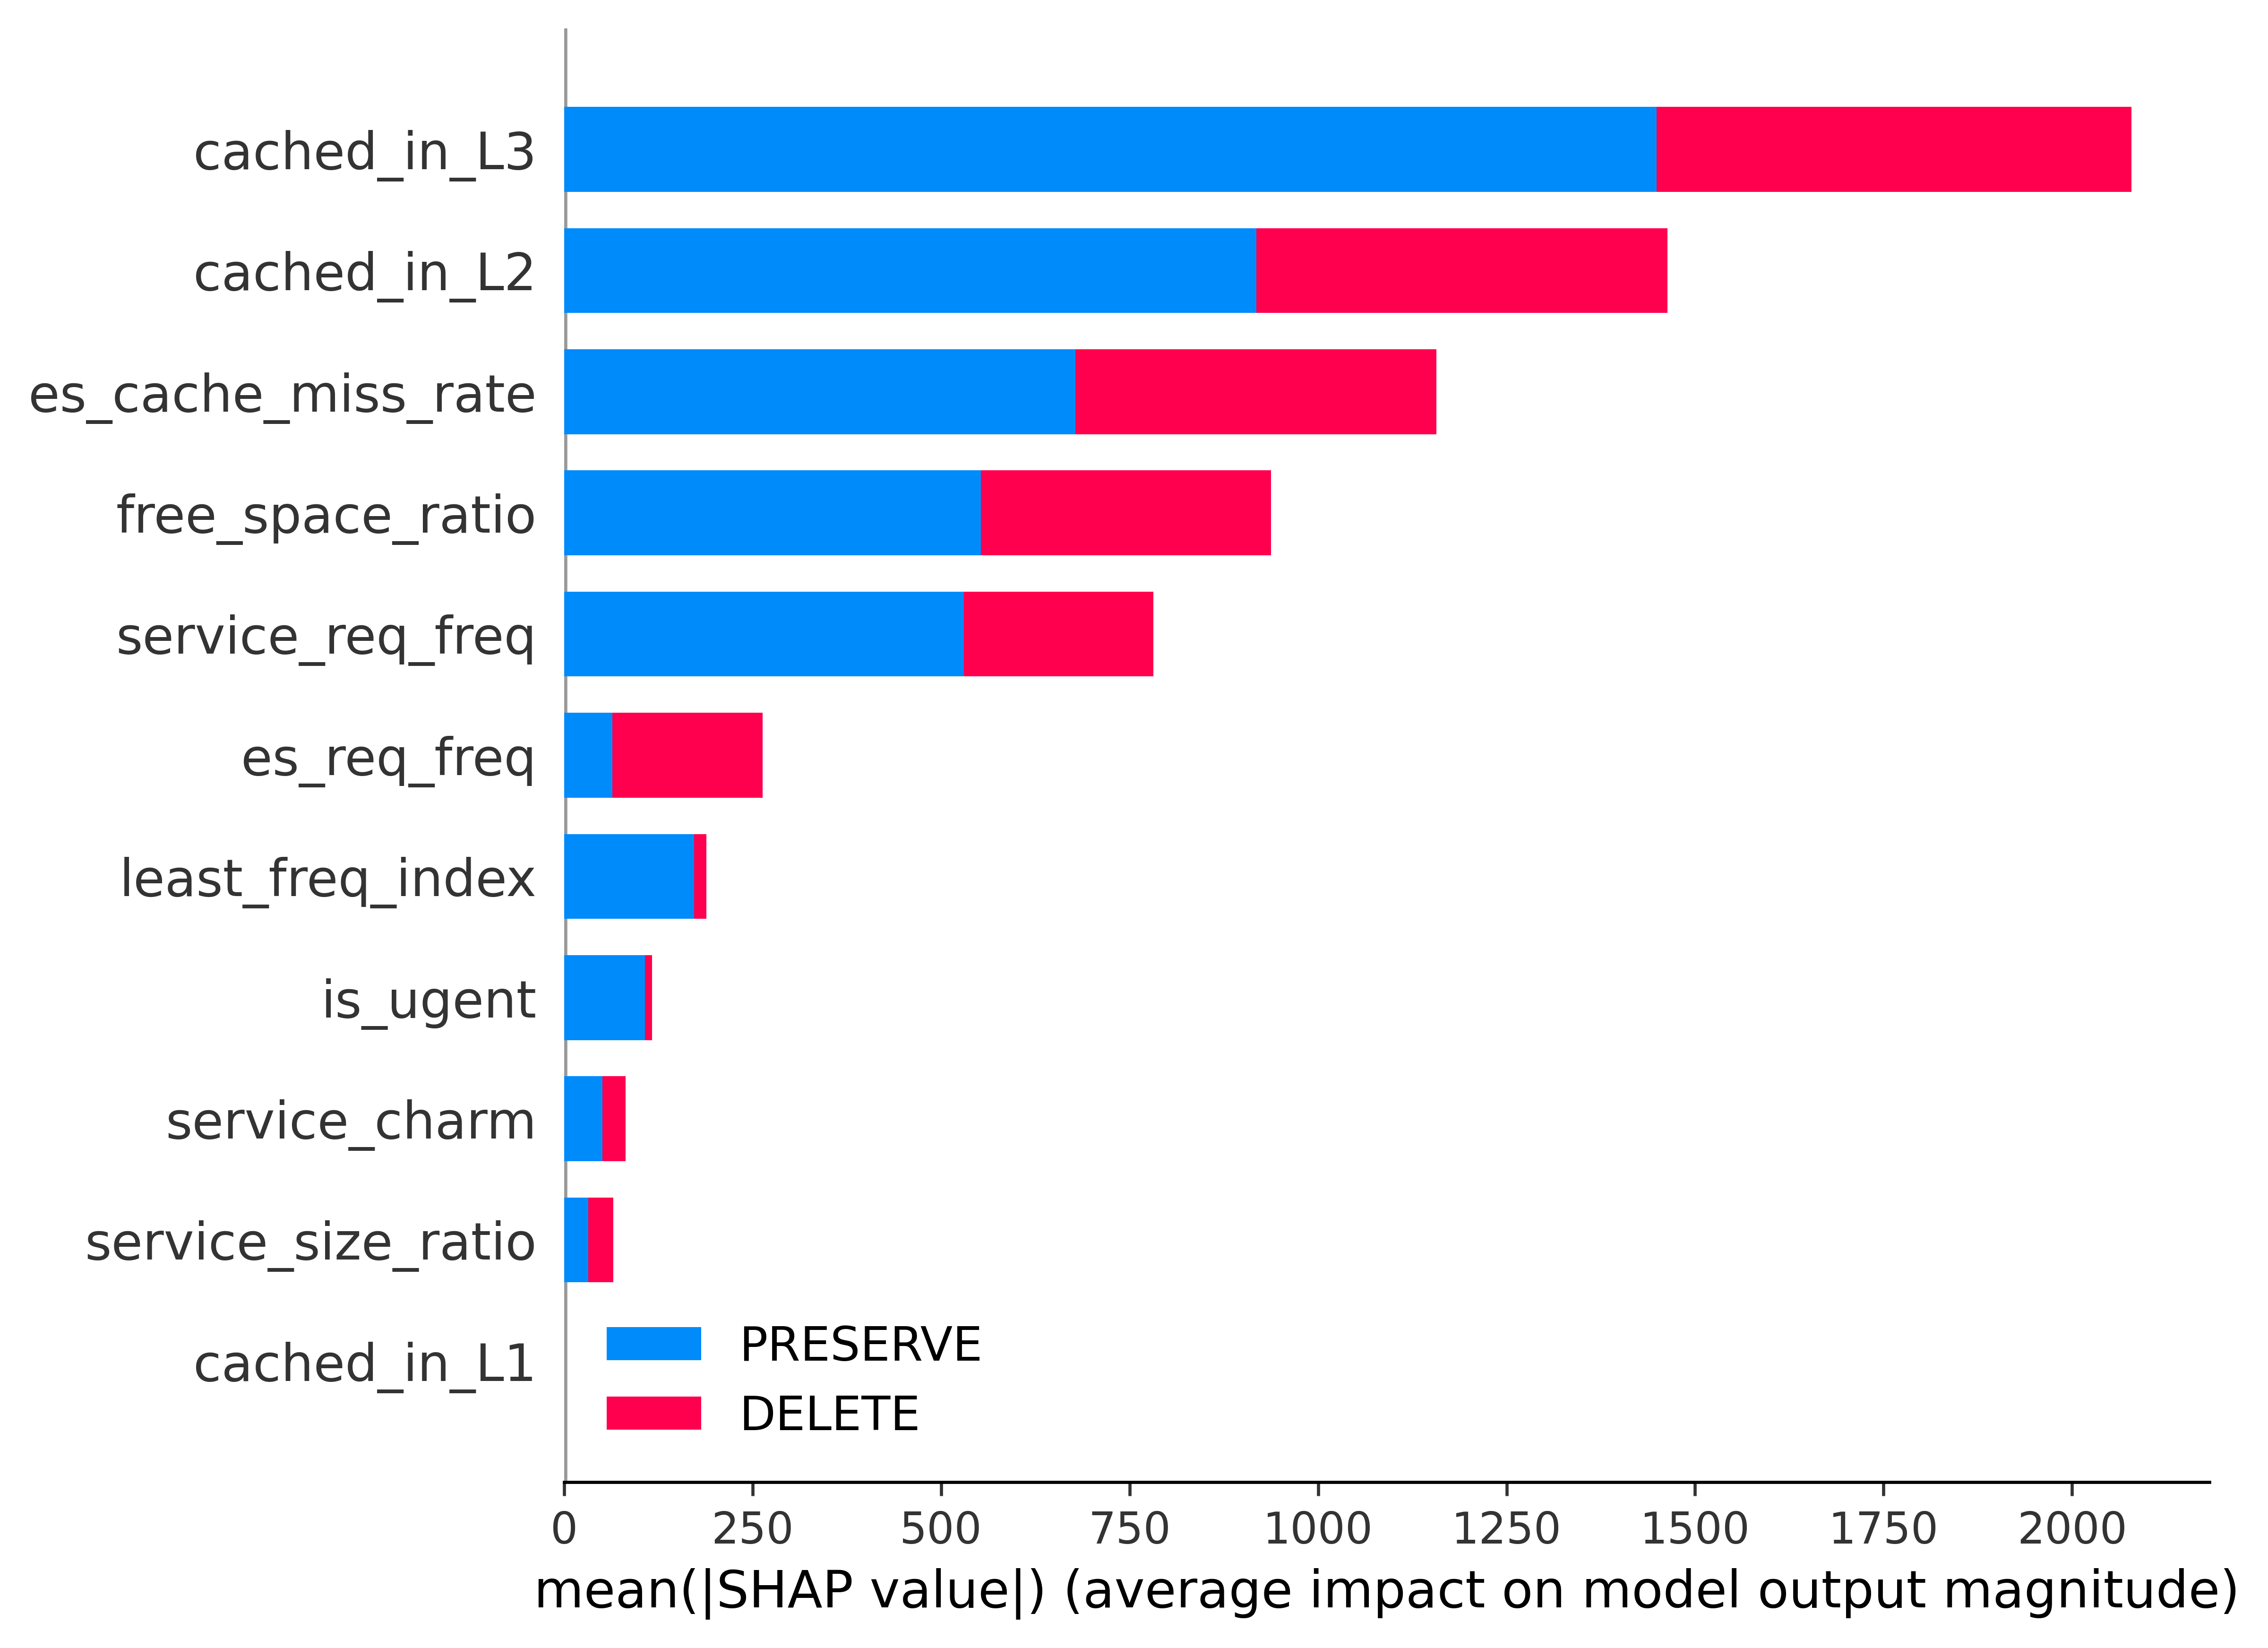 cached_in_L3
cached_in_L2
es_cache_miss_rate
free_space_ratio
service_req_freq
es_req_freq
least_freq_index
is_ugent
service_charm
service_size_ratio
cached_in_L1
PRESERVE
DELETE
0 250 500 750 1000 1250 1500 1750 2000
mean(|SHAP value|) (average impact on model output magnitude)